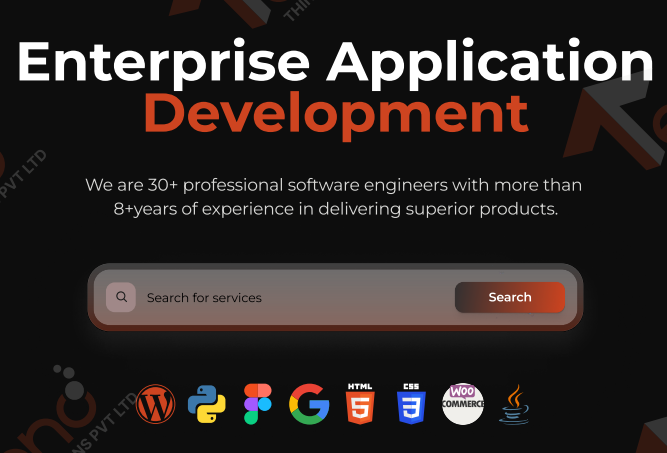 THIN
Enterprise Application
Development
PVT LTD
We are 30+ professional software engineers with more than
8+years of experience in delivering superior products.
Search for services
Search
HTML
5
CSS
3
WOO
COMMERCE
NS PVT LTD